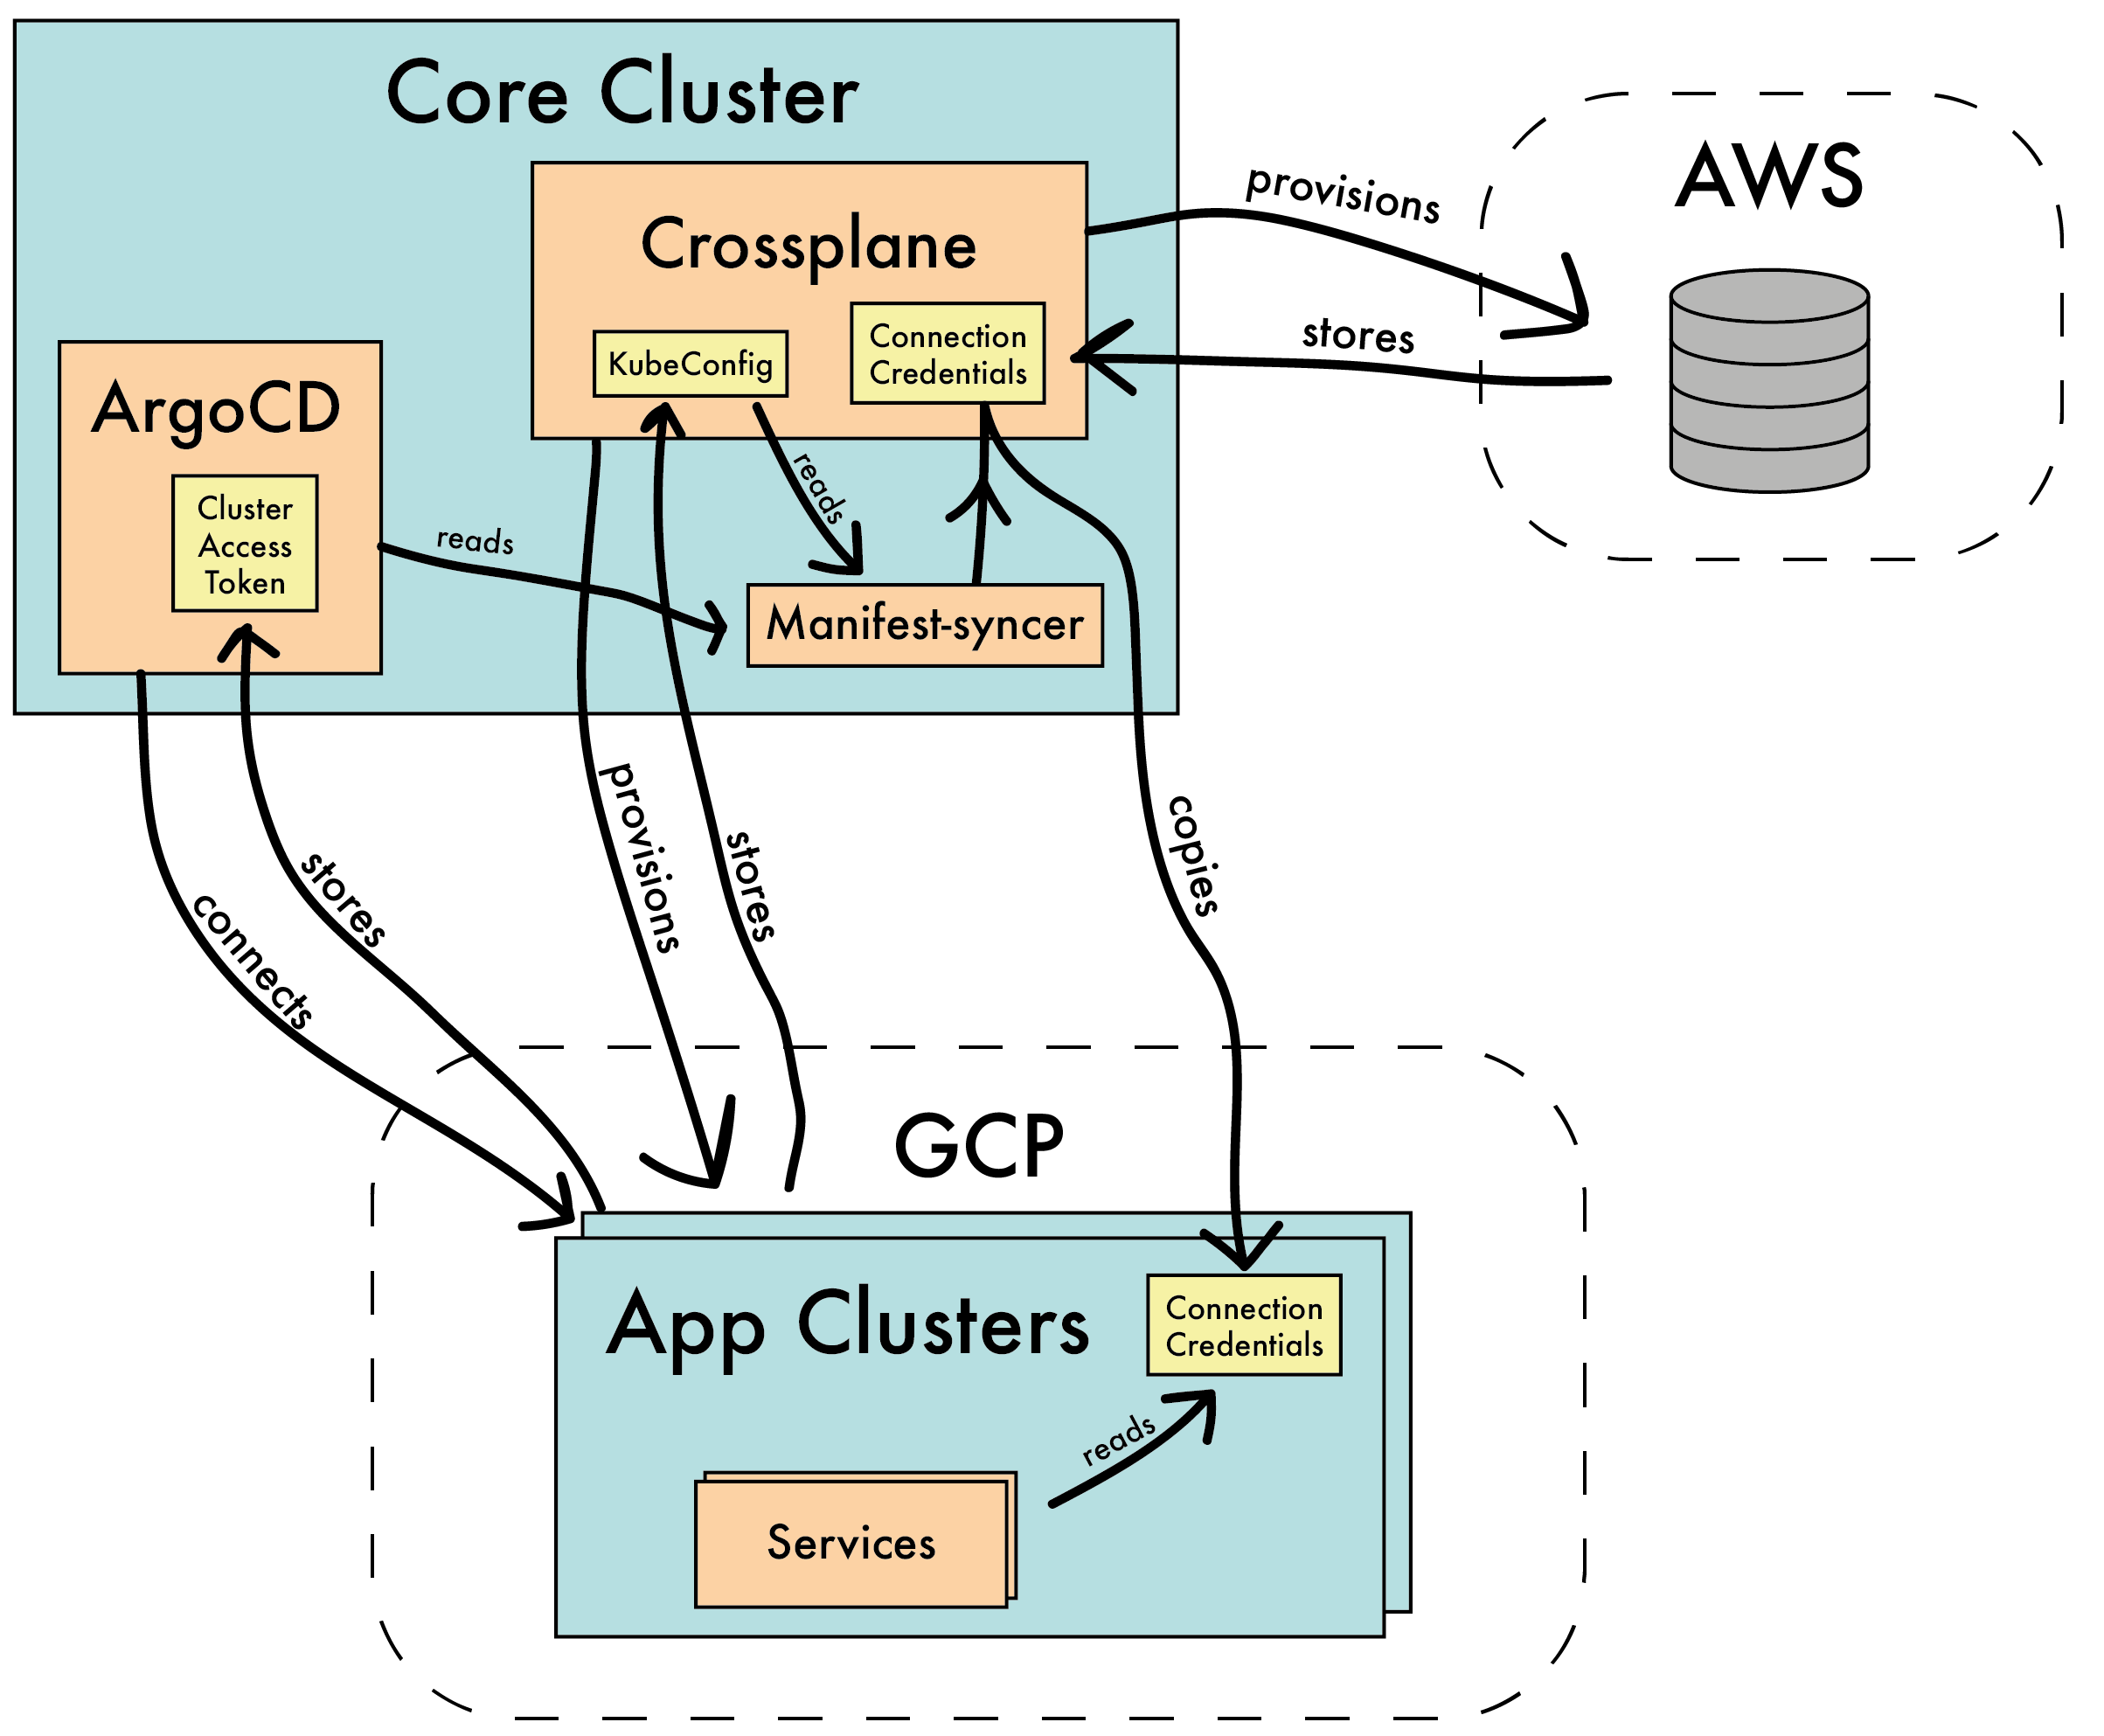 Core Cluster
Crossplane
KubeConfig
Connection
Credentials
ArgoCD
Cluster
Access
Token
Manifest-syncer
reads
reads
provisions
stores
AWS
connects
stores
provisions
stores
copies
GCP
App Clusters
Connection
Credentials
reads
Services